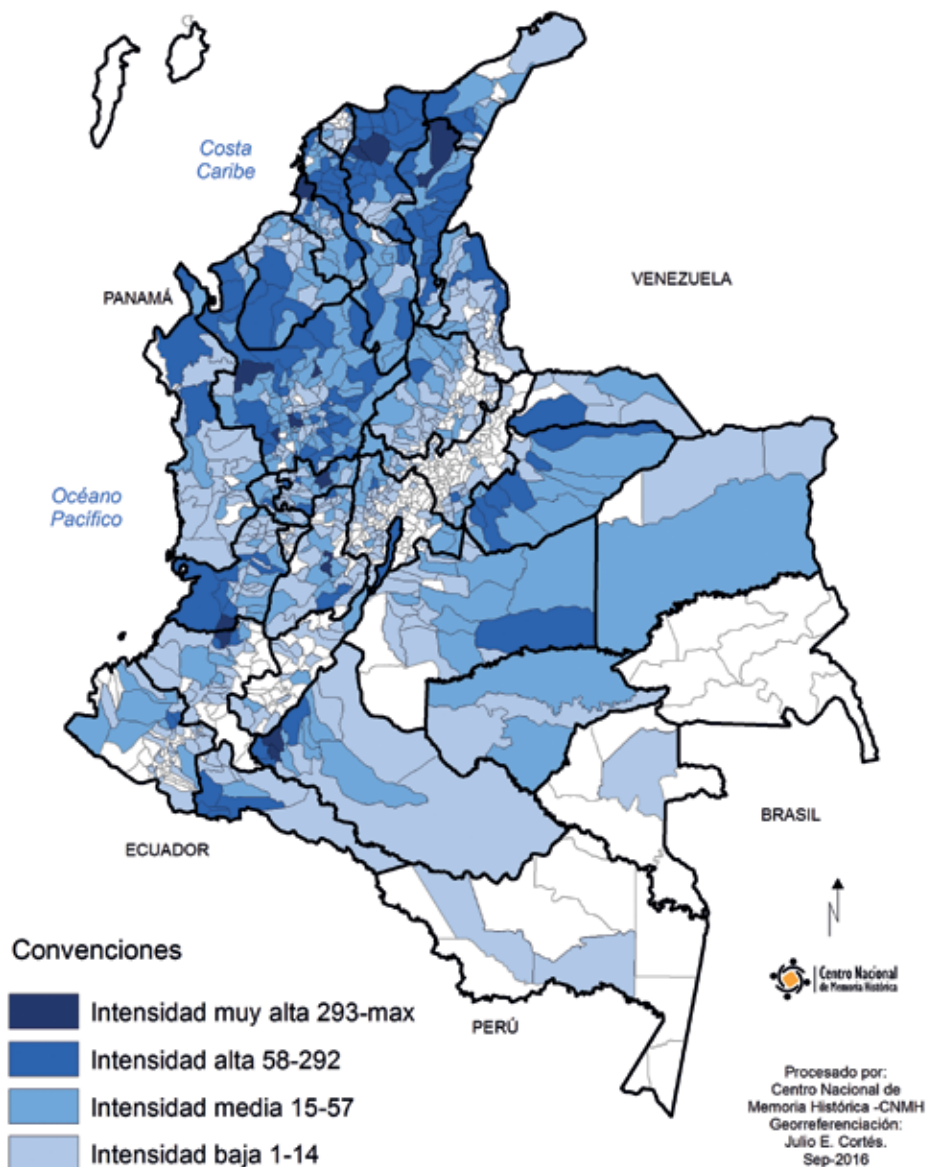 Costa
Caribe
PANAMÁ
VENEZUELA
Océano
Pacífico
BRASIL
ECUADOR
N
Convenciones
Centro Nacional
de Memoria Histórica
Intensidad muy alta 293-max
PERÚ
Intensidad alta 58-292
Intensidad media 15-57
Intensidad baja 1-14
Procesado por:
Centro Nacional de
Memoria Histórica -CNMH
Georreferenciación:
Julio E. Cortés.
Sep-2016